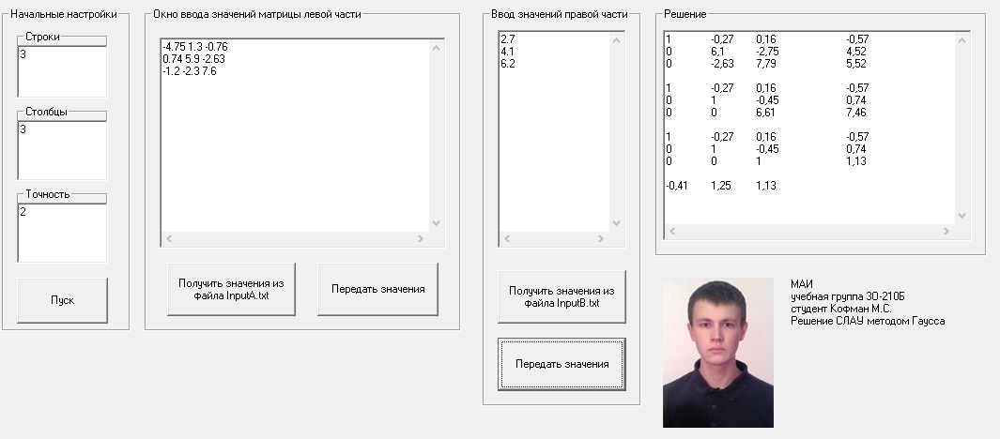 Начальные настройки
Строки
3
Столбцы
3
Точность
2
Пуск
Окно ввода значений матрицы левой части
-4.75 1.3 -0.76
0.74 5.9 -2.63
-1.2 -2.3 7.6
Получить значения из
файла InputA.txt
Передать значения
Ввод значений правой части
2.7
4.1
6.2
Получить значения из
файла InputB.txt
Передать значения
Решение
1 -0,27 0,16 -0,57
0 6,1 -2,75 4,52
0 -2,63 7,79 5,52
1 -0,27 0,16 -0,57
0 1 -0,45 0,74
0 0 6,61 7,46
1 -0,27 0,16 -0,57
0 1 -0,45 0,74
0 0 1 1,13
-0,41 1,25 1,13
МАИ
учебная группа 3О-210Б
студент Кофман М.С.
Решение СЛАУ методом Гаусса